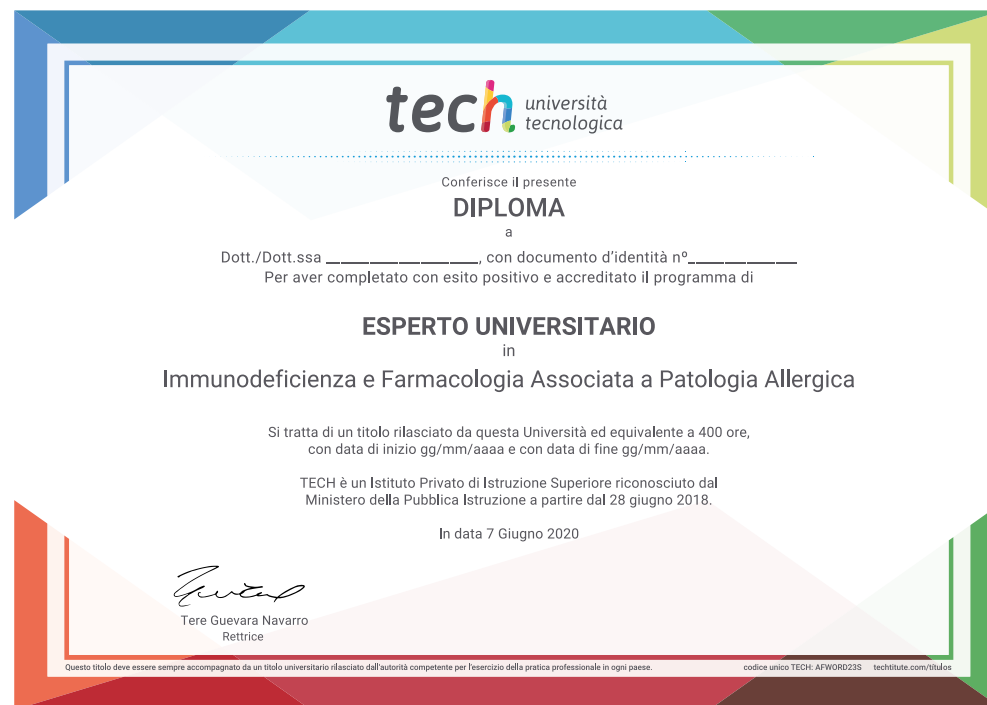 tech università
tecnologica
Conferisce il presente
DIPLOMA
a
Dott./Dott.ssa ____________________, con documento d'identità nº______________
Per aver completato con esito positivo e accreditato il programma di
ESPERTO UNIVERSITARIO
in
Immunodeficienza e Farmacologia Associata a Patologia Allergica
Si tratta di un titolo rilasciato da questa Università ed equivalente a 400 ore,
con data di inizio gg/mm/aaaa e con data di fine gg/mm/aaaa.
TECH è un Istituto Privato di Istruzione Superiore riconosciuto dal
Ministero della Pubblica Istruzione a partire dal 28 giugno 2018.
In data 7 Giugno 2020
Tere Guevara Navarro
Rettrice
Questo titolo deve essere sempre accompagnato da un titolo universitario rilasciato dall'autorità competente per l'esercizio della pratica professionale in ogni paese. codice unico TECH: AFWORD23S techtitute.com/títulos